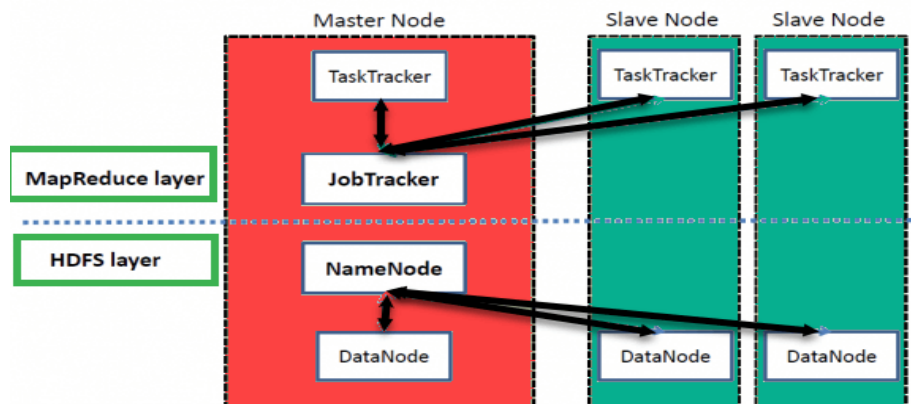 Master Node
Slave Node
Slave Node
TaskTracker
TaskTracker
TaskTracker
MapReduce layer
JobTracker
HDFS layer
NameNode
DataNode
DataNode
DataNode